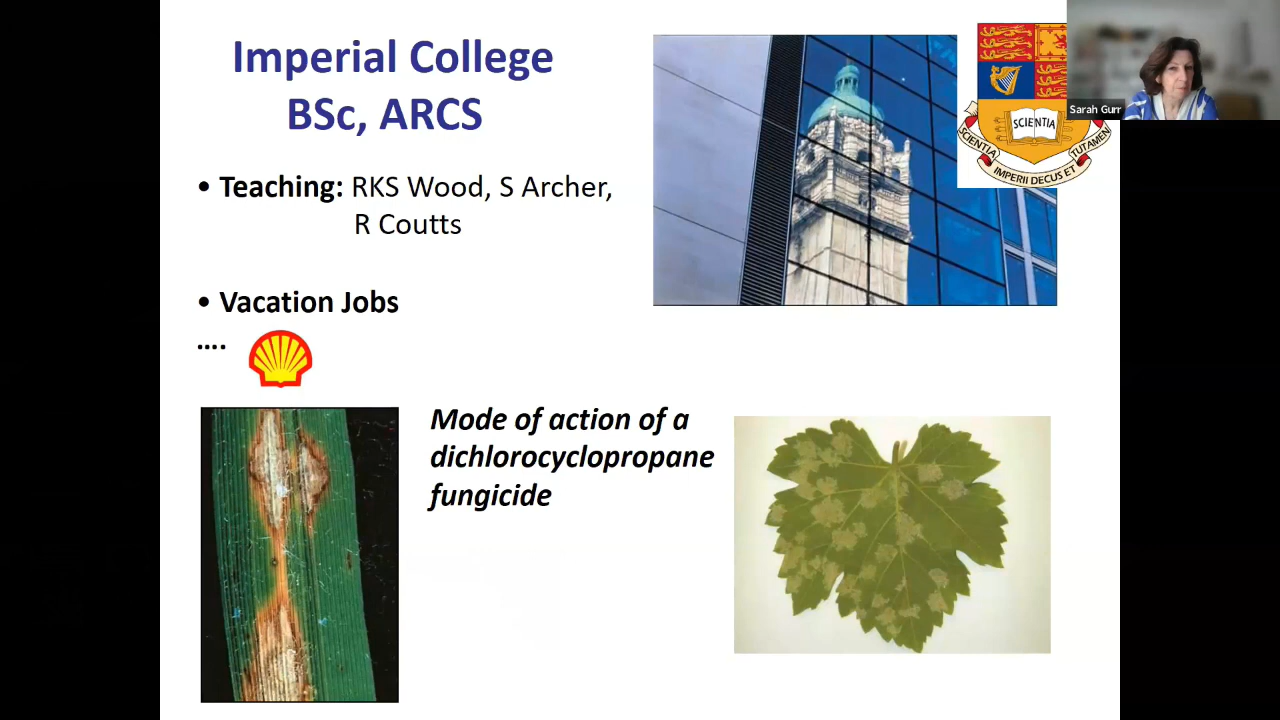 Imperial College
BSc, ARCS
• Teaching: RKS Wood, S Archer,
R Coutts
• Vacation Jobs
....
Mode of action of a
dichlorocyclopropane
fungicide
SCIENTIA
SCIENTIA
IMPERII DECUS ET
TUTAMEN
Sarah Gurr